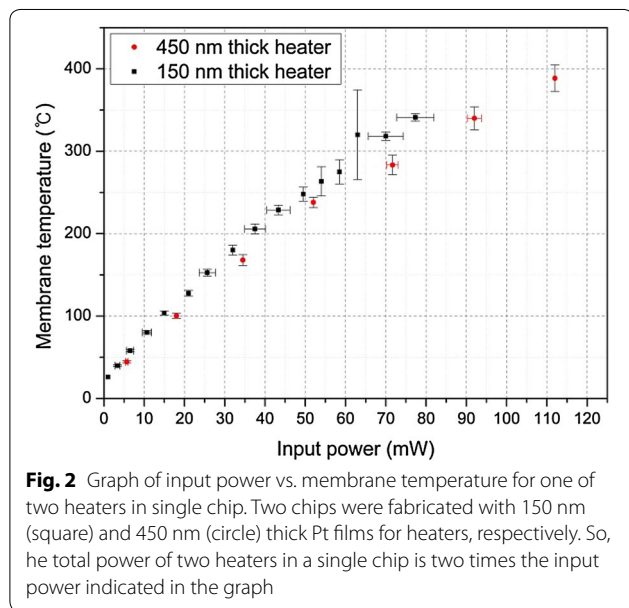 450 nm thick heater
150 nm thick heater
400
300
200
100
0
Membrane temperature (℃)
0 10 20 30 40 50 60 70 80 90 100 110 120
Input power (mW)
Fig. 2 Graph of input power vs. membrane temperature for one of
two heaters in single chip. Two chips were fabricated with 150 nm
(square) and 450 nm (circle) thick Pt films for heaters, respectively. So,
he total power of two heaters in a single chip is two times the input
power indicated in the graph